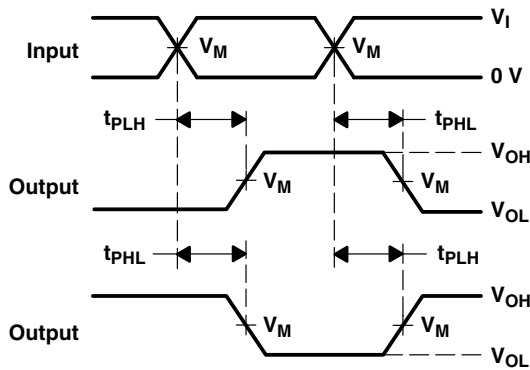 V_I
Input V_M V_M
0 V
t_PLH t_PHL
V_OH
Output V_M V_M
V_OL
t_PHL t_PLH
V_OH
Output V_M V_M
V_OL